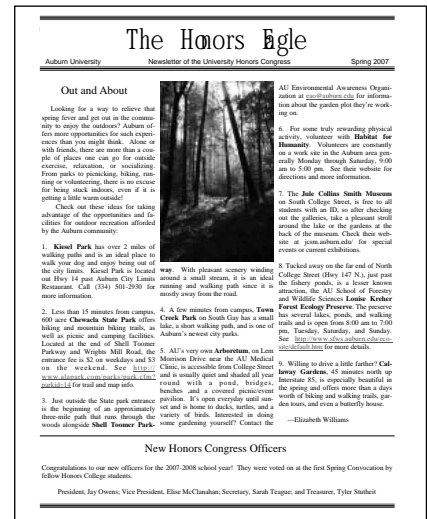 The Honors Eagle
Auburn University Newsletter of the University Honors Congress Spring 2007
Out and About
Looking for a way to relieve that
spring fever and get out in the commu-
nity to enjoy the outdoors? Auburn of-
fers more opportunities for such experi-
ences than you might think. Alone or
with friends, there are more than a cou-
ple of places one can go for outside
exercise, relaxation, or socializing.
From parks to picnicking, biking, run-
ning or volunteering, there is no excuse
for being stuck indoors, even if it is
getting a little warm outside!
Check out these ideas for taking
advantage of the opportunities and fa-
cilities for outdoor recreation afforded
by the Auburn community:
1. Kiesel Park has over 2 miles of
walking paths and is an ideal place to
walk your dog and enjoy being out of
the city limits. Kiesel Park is located
out Hwy 14 past Auburn City Limits
Restaurant. Call (334) 501-2930 for
more information.
2. Less than 15 minutes from campus,
600 acre Chewacla State Park offers
hiking and mountain biking trails, as
well as picnic and camping facilities.
Located at the end of Shell Toomer
Parkway and Wrights Mill Road, the
entrance fee is $2 on weekdays and $3
on the weekend. See http://
www.alapark.com/parks/park.cfm?
parkid=14 for trail and map info.
3. Just outside the State park entrance
is the beginning of an approximately
three-mile path that runs through the
woods alongside Shell Toomer Park-
way. With pleasant scenery winding
around a small stream, it is an ideal
running and walking path since it is
mostly away from the road.
4. A few minutes from campus, Town
Creek Park on South Gay has a small
lake, a short walking path, and is one of
Auburn's newest city parks.
5. AU's very own Arboretum, on Lem
Morrison Drive near the AU Medical
Clinic, is accessible from College Street
and is usually quiet and shaded all year
round with a pond, bridges,
benches and a covered picnic/event
pavilion. It's open everyday until sun-
set and is home to ducks, turtles, and a
variety of birds. Interested in doing
some gardening yourself? Contact the
AU Environmental Awareness Organi-
zation at eao@auburn.edu for informa-
tion about the garden plot they're work-
ing on.
6. For some truly rewarding physical
activity, volunteer with Habitat for
Humanity. Volunteers are constantly
on a work site in the Auburn area gen-
erally Monday through Saturday, 9:00
am to 5:00 pm. See their website for
directions and more information.
7. The Jule Collins Smith Museum
on South College Street, is free to all
students with an ID, so after checking
out the galleries, take a pleasant stroll
around the lake or the gardens at the
back of the museum. Check their web-
site at jcsm.auburn.edu/ for special
events or current exhibitions.
8. Tucked away on the far end of North
College Street (Hwy 147 N.), just past
the fishery ponds, is a lesser known
attraction, the AU School of Forestry
and Wildlife Sciences Louise Kreher
Forest Ecology Preserve. The preserve
has several lakes, ponds, and walking
trails and is open from 8:00 am to 7:00
pm, Tuesday, Saturday, and Sunday.
See http://www.sfws.auburn.edu/eco-
site/default.htm for more details.
9. Willing to drive a little farther? Cal-
laway Gardens, 45 minutes north up
Interstate 85, is especially beautiful in
the spring and offers more than a days
worth of biking and walking trails, gar-
den tours, and even a butterfly house.
—Elizabeth Williams
New Honors Congress Officers
Congratulations to our new officers for the 2007-2008 school year! They were voted on at the first Spring Convocation by
fellow Honors College students.
President, Jay Owens; Vice President, Elise McClanahan; Secretary, Sarah Teague; and Treasurer, Tyler Stutheit